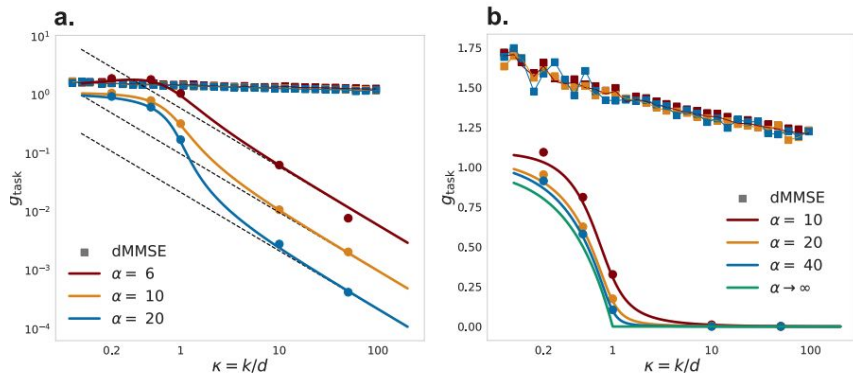 a.
10¹
10⁰
10⁻¹
10⁻²
10⁻³
10⁻⁴
g_task
dMMSE
α = 6
α = 10
α = 20
0.2 1 10 100
κ = k/d
b.
1.75
1.50
1.25
1.00
0.75
0.50
0.25
0.00
g_task
dMMSE
α = 10
α = 20
α = 40
α → ∞
0.2 1 10 100
κ = k/d